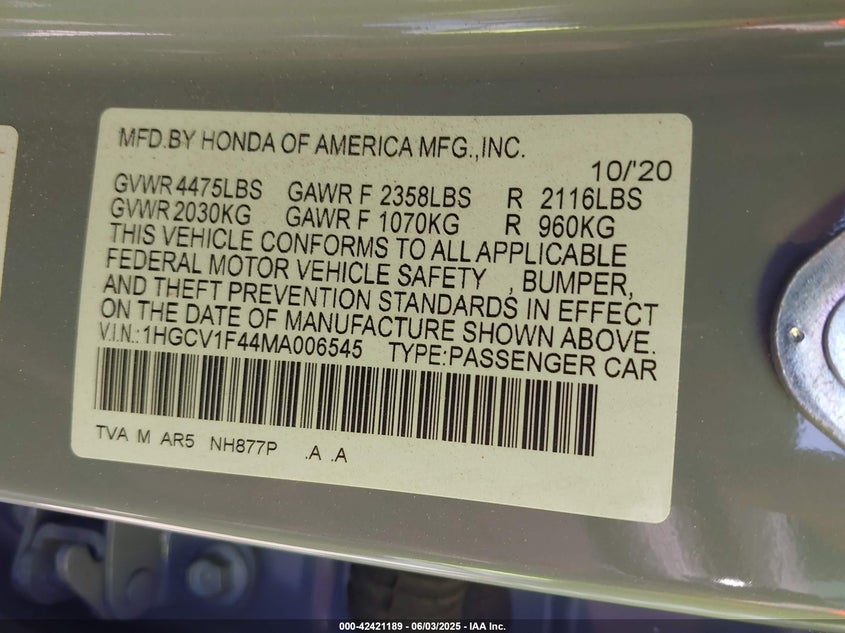 MFD.BY HONDA OF AMERICA MFG.,INC.
10/'20
GVWR 4475LBS GAWR F 2358LBS R 2116LBS
GVWR 2030KG GAWR F 1070KG R 960KG
THIS VEHICLE CONFORMS TO ALL APPLICABLE
FEDERAL MOTOR VEHICLE SAFETY , BUMPER,
AND THEFT PREVENTION STANDARDS IN EFFECT
ON THE DATE OF MANUFACTURE SHOWN ABOVE.
V.I.N.:1HGCV1F44MA006545 TYPE:PASSENGER CAR
TVA M AR5 NH877P .A .A
000-42421189 - 06/03/2025 - IAA Inc.